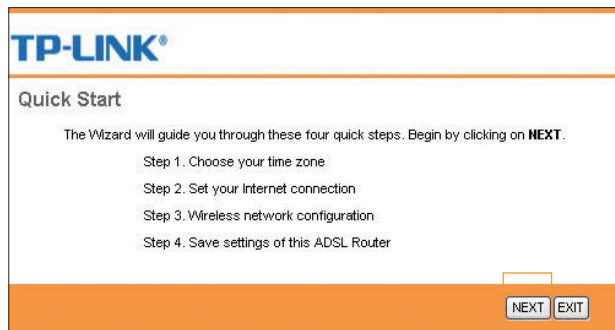 TP-LINK®
Quick Start
The Wizard will guide you through these four quick steps. Begin by clicking on NEXT.
Step 1. Choose your time zone
Step 2. Set your Internet connection
Step 3. Wireless network configuration
Step 4. Save settings of this ADSL Router
NEXT EXIT